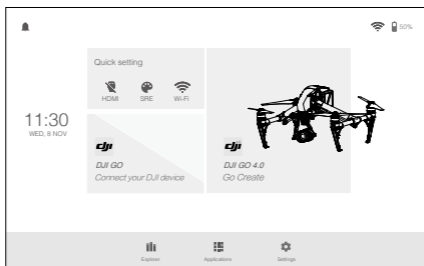 50%
Quick setting
HDMI
SRE
Wi-Fi
11:30
WED, 8 NOV
dji
DJI GO
Connect your DJI device
dji
DJI GO 4.0
Go Create
Explorer
Applications
Settings